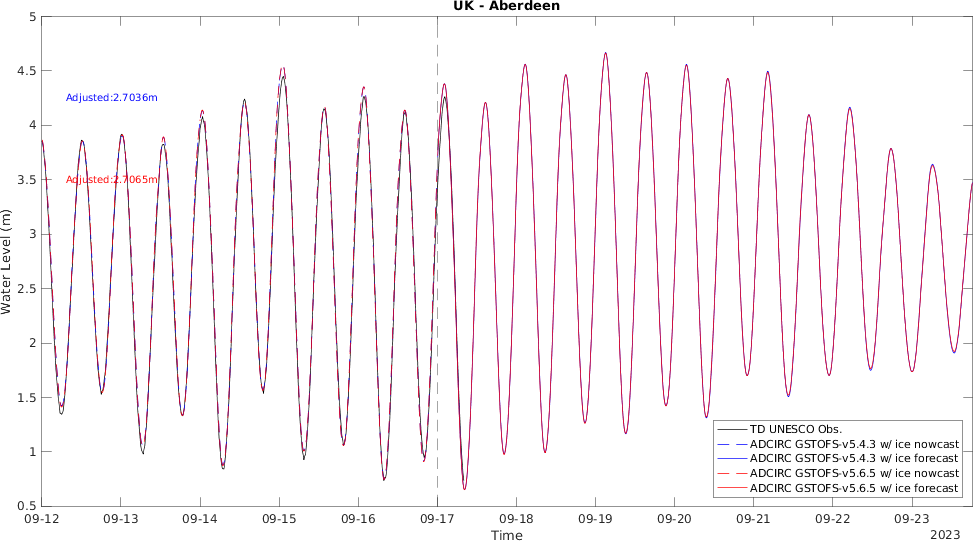 UK - Aberdeen
5
4.5
4
3.5
3
2.5
2
1.5
1
0.5
Water Level (m)
Adjusted:2.7036m
Adjusted:2.7065m
TD UNESCO Obs.
ADCIRC GSTOFS-v5.4.3 w/ ice nowcast
ADCIRC GSTOFS-v5.4.3 w/ ice forecast
ADCIRC GSTOFS-v5.6.5 w/ ice nowcast
ADCIRC GSTOFS-v5.6.5 w/ ice forecast
09-12 09-13 09-14 09-15 09-16 09-17 09-18 09-19 09-20 09-21 09-22 09-23
Time
2023